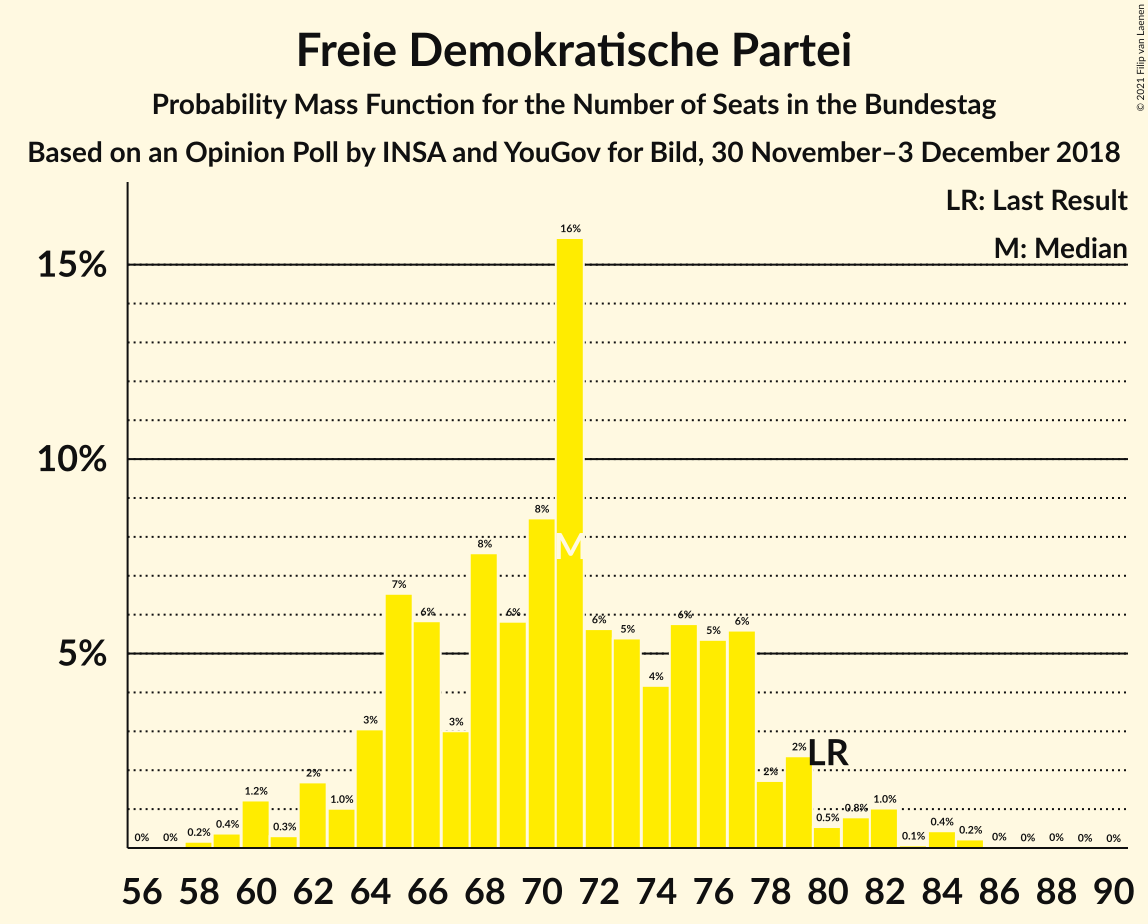 Freie Demokratische Partei
Probability Mass Function for the Number of Seats in the Bundestag
Based on an Opinion Poll by INSA and YouGov for Bild, 30 November–3 December 2018
© 2021 Filip van Laenen
LR: Last Result
M: Median
15%
10%
5%
0% 0% 0.2% 0.4% 1.2% 0.3% 2% 1.0% 3% 7% 6% 3% 8% 6% 8% 16% 6% 5% 4% 6% 5% 6% 2% 2% 0.5% 0.8% 1.0% 0.1% 0.4% 0.2% 0% 0% 0% 0% 0%
M
LR
56 58 60 62 64 66 68 70 72 74 76 78 80 82 84 86 88 90